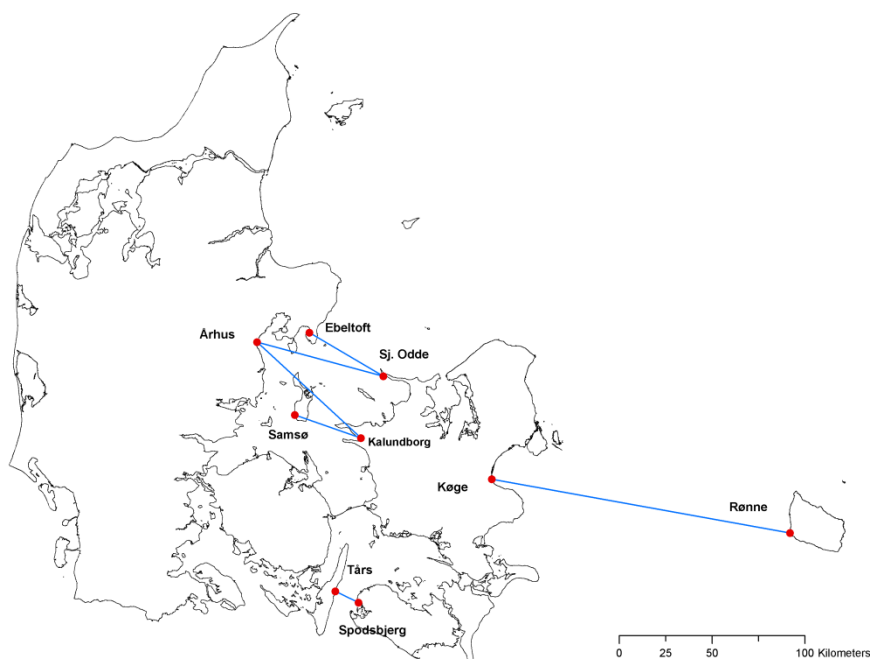 Ebeltoft
Århus
Sj. Odde
Samsø
Kalundborg
Køge
Rønne
Tårs
Spodsbjerg
0 25 50 100 Kilometers